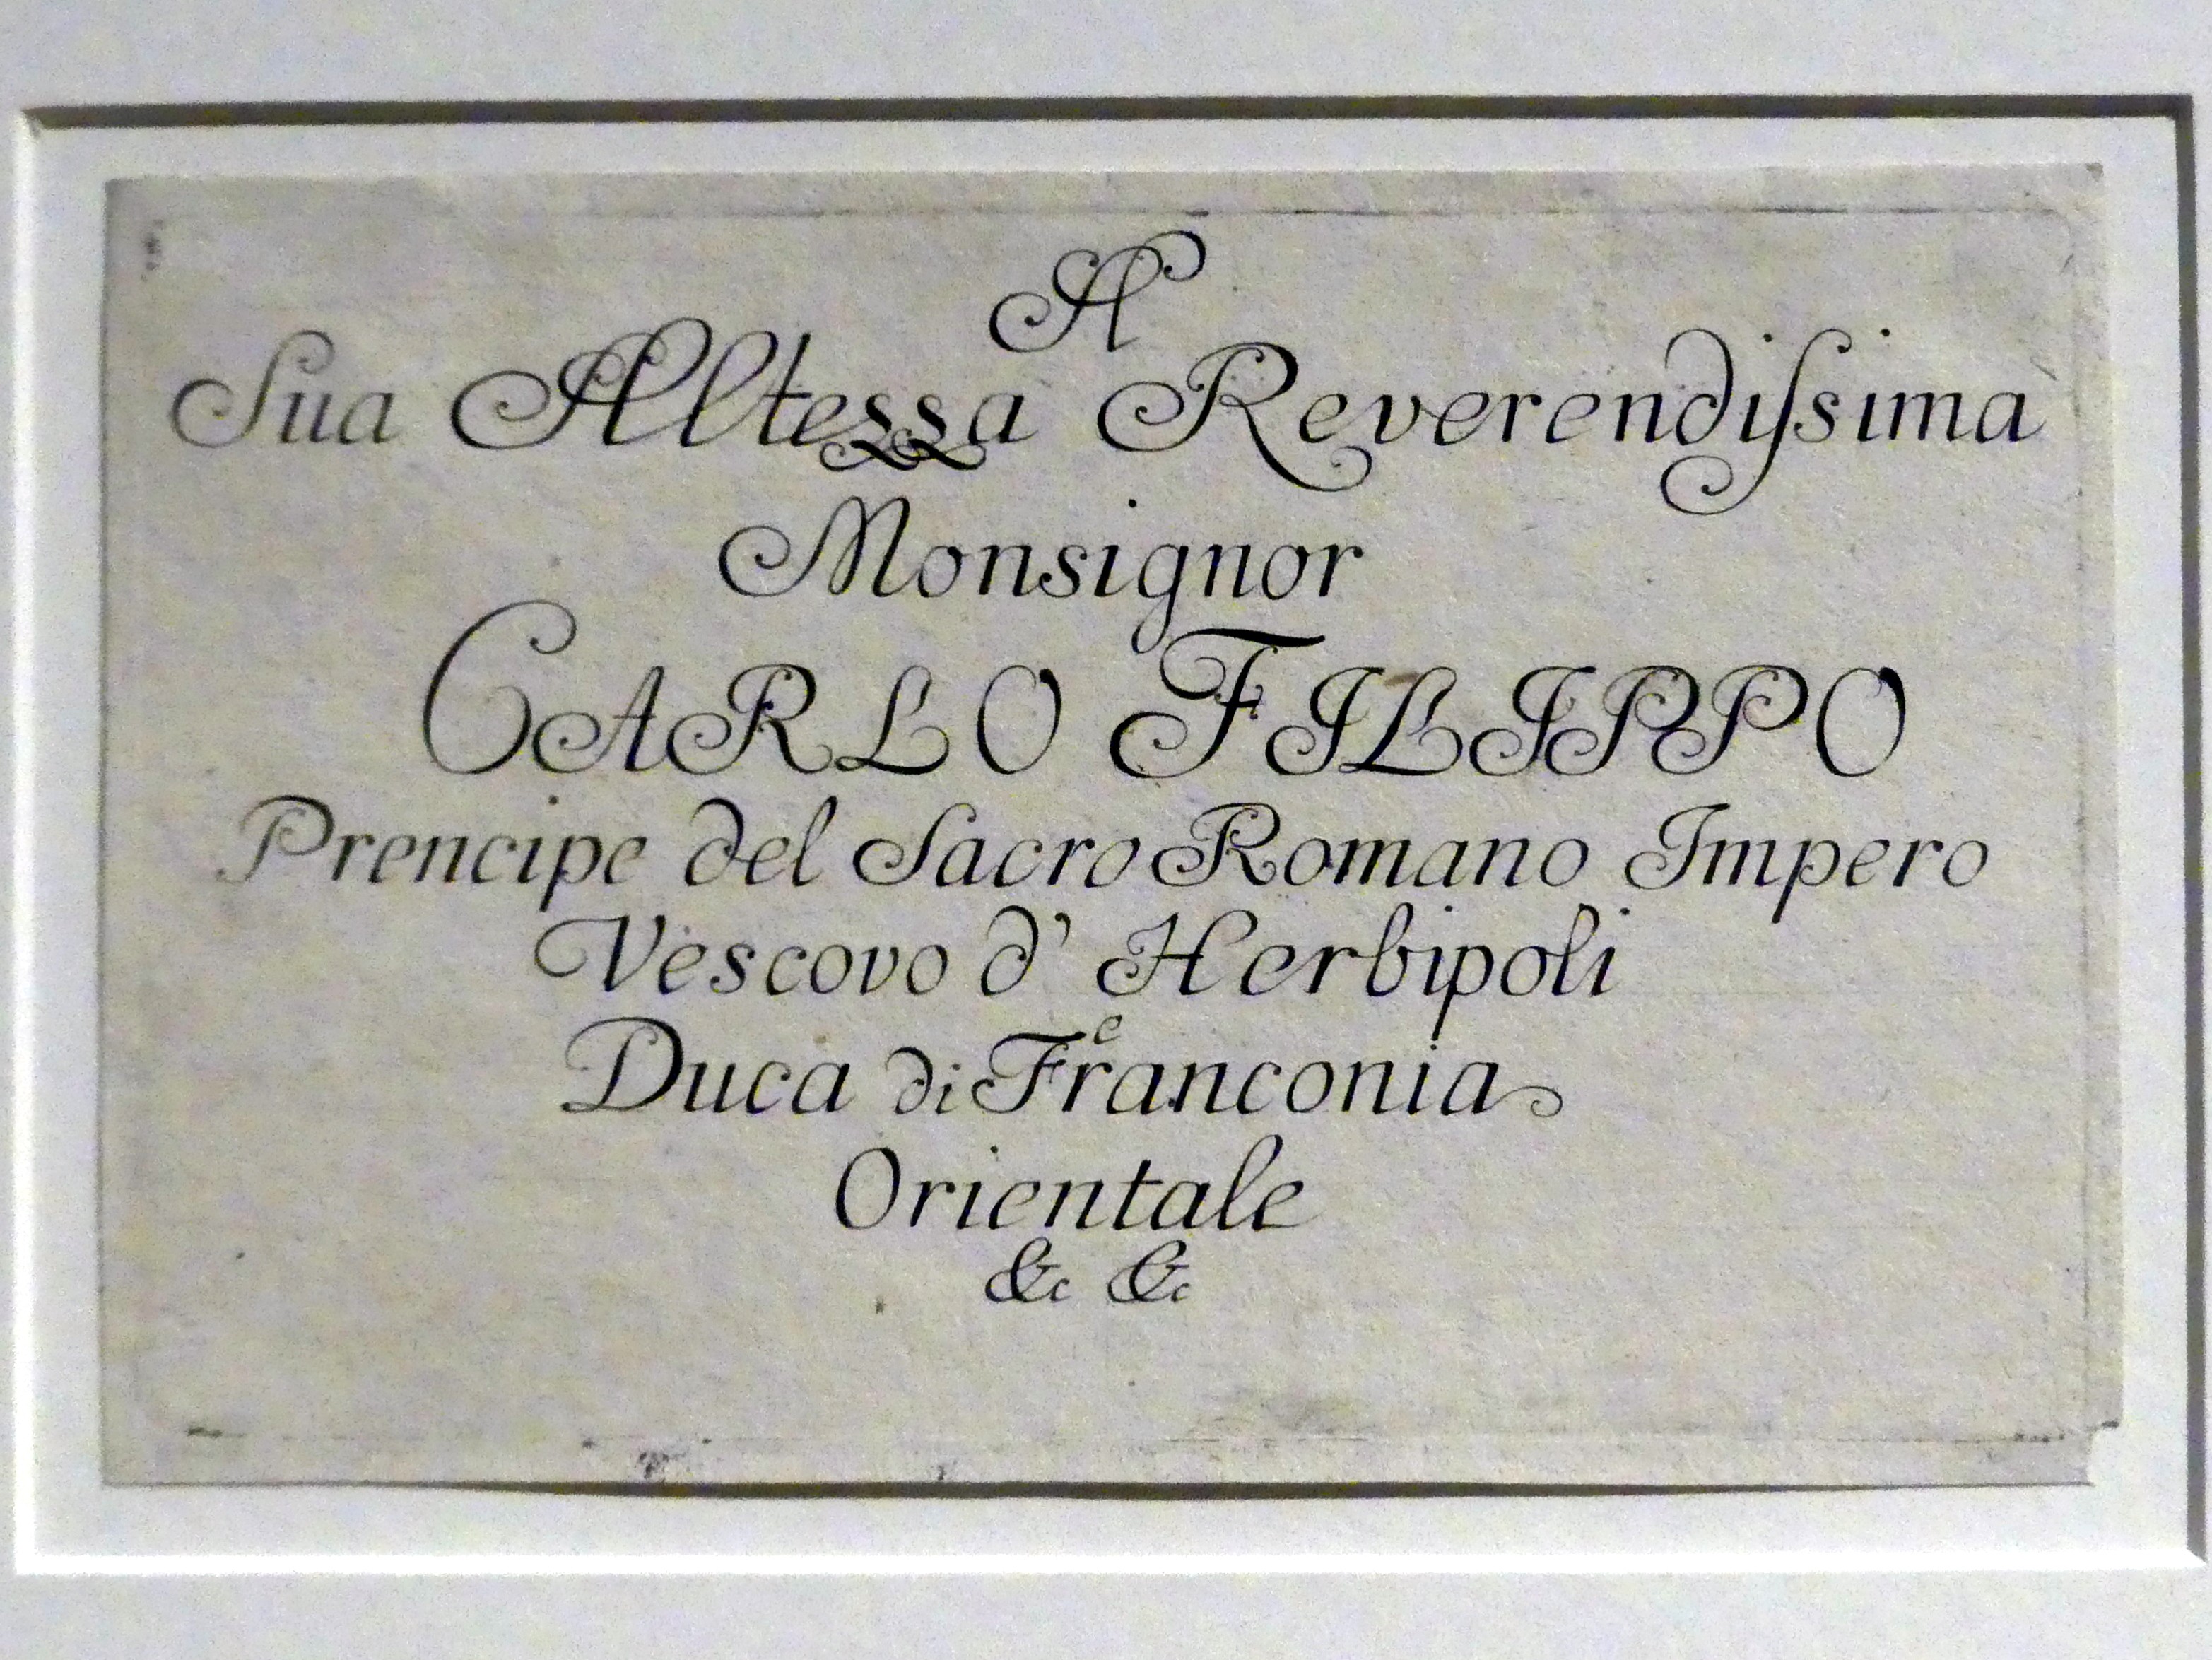 A
Sua Altezza Reverendiſsima
Monsignor
CARLO FILIPPO
Prencipe del Sacro Romano Impero
Vescovo d' Herbipoli
e
Duca di Franconia
Orientale
&c &c